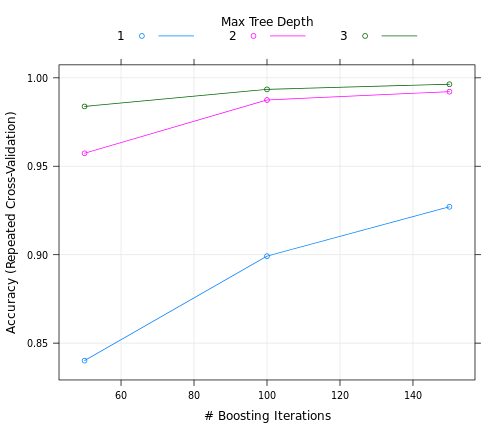 Max Tree Depth
1 2 3
1.00
0.95
0.90
0.85
Accuracy (Repeated Cross-Validation)
60 80 100 120 140
# Boosting Iterations